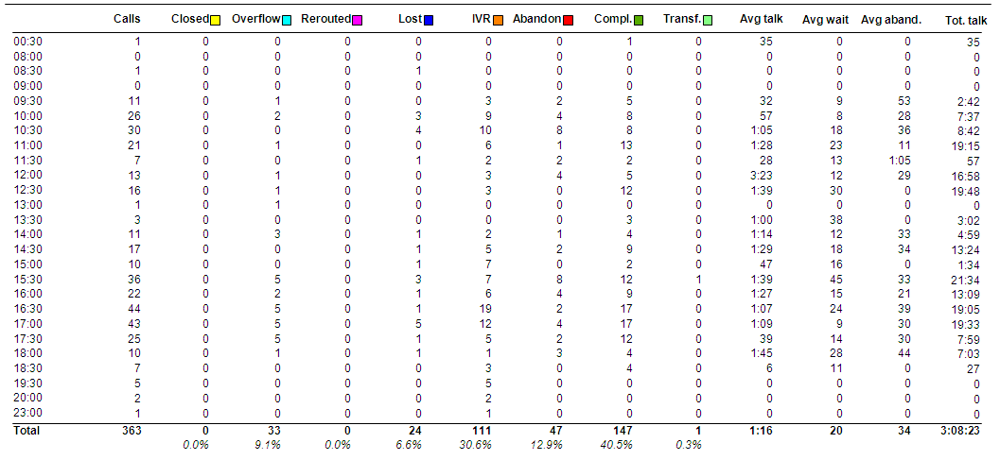 Calls Closed Overflow Rerouted Lost IVR Abandon Compl. Transf. Avg talk Avg wait Avg aband. Tot. talk
00:30 1 0 0 0 0 0 0 1 0 35 0 0 35
08:00 0 0 0 0 0 0 0 0 0 0 0 0 0
08:30 1 0 0 0 1 0 0 0 0 0 0 0 0
09:00 0 0 0 0 0 0 0 0 0 0 0 0 0
09:30 11 0 1 0 0 3 2 5 0 32 9 53 2:42
10:00 26 0 2 0 3 9 4 8 0 57 8 28 7:37
10:30 30 0 0 0 4 10 8 8 0 1:05 18 36 8:42
11:00 21 0 1 0 0 6 1 13 0 1:28 23 11 19:15
11:30 7 0 0 0 1 2 2 2 0 28 13 1:05 57
12:00 13 0 1 0 0 3 4 5 0 3:23 12 29 16:58
12:30 16 0 1 0 0 3 0 12 0 1:39 30 0 19:48
13:00 1 0 1 0 0 0 0 0 0 0 0 0 0
13:30 3 0 0 0 0 0 0 3 0 1:00 38 0 3:02
14:00 11 0 3 0 1 2 1 4 0 1:14 12 33 4:59
14:30 17 0 0 0 1 5 2 9 0 1:29 18 34 13:24
15:00 10 0 0 0 1 7 0 2 0 47 16 0 1:34
15:30 36 0 5 0 3 7 8 12 1 1:39 45 33 21:34
16:00 22 0 2 0 1 6 4 9 0 1:27 15 21 13:09
16:30 44 0 5 0 1 19 2 17 0 1:07 24 39 19:05
17:00 43 0 5 0 5 12 4 17 0 1:09 9 30 19:33
17:30 25 0 5 0 1 5 2 12 0 39 14 30 7:59
18:00 10 0 1 0 1 1 3 4 0 1:45 28 44 7:03
18:30 7 0 0 0 0 3 0 4 0 6 11 0 27
19:30 5 0 0 0 0 5 0 0 0 0 0 0 0
20:00 2 0 0 0 0 2 0 0 0 0 0 0 0
23:00 1 0 0 0 0 1 0 0 0 0 0 0 0
Total 363 0 33 0 24 111 47 147 1 1:16 20 34 3:08:23
0.0% 9.1% 0.0% 6.6% 30.6% 12.9% 40.5% 0.3%